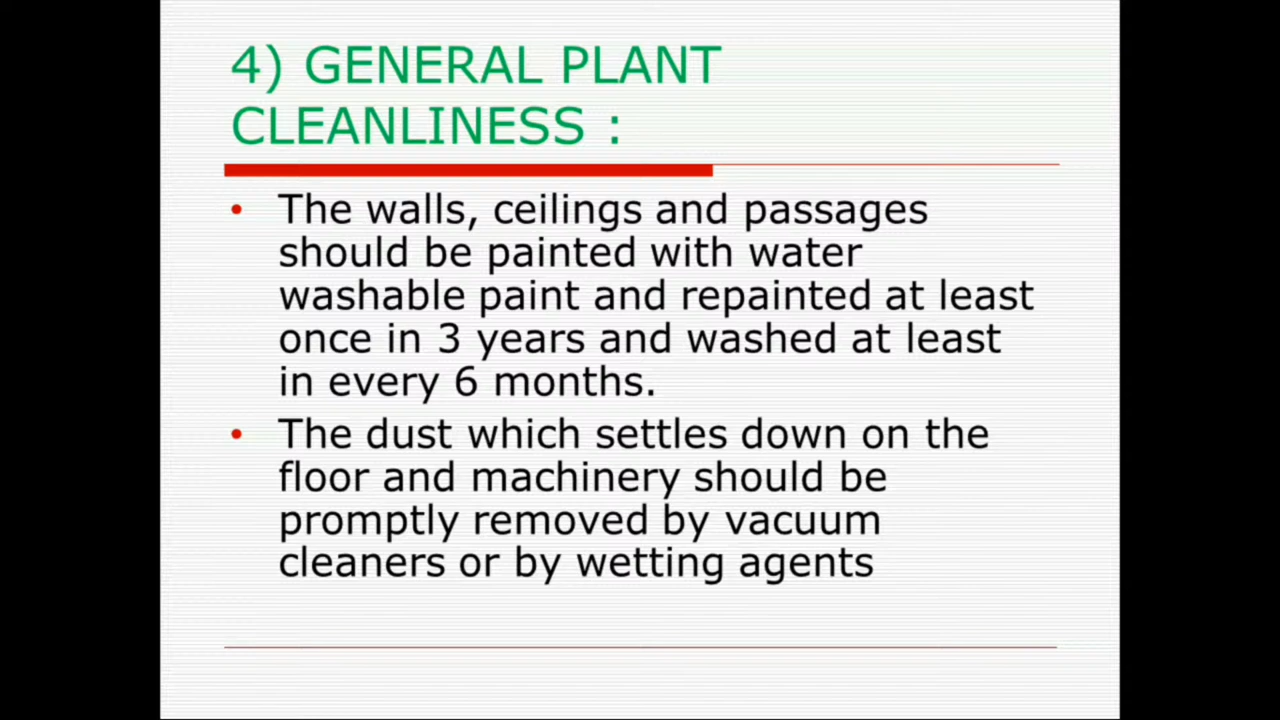 4) GENERAL PLANT
CLEANLINESS :
• The walls, ceilings and passages
should be painted with water
washable paint and repainted at least
once in 3 years and washed at least
in every 6 months.
• The dust which settles down on the
floor and machinery should be
promptly removed by vacuum
cleaners or by wetting agents